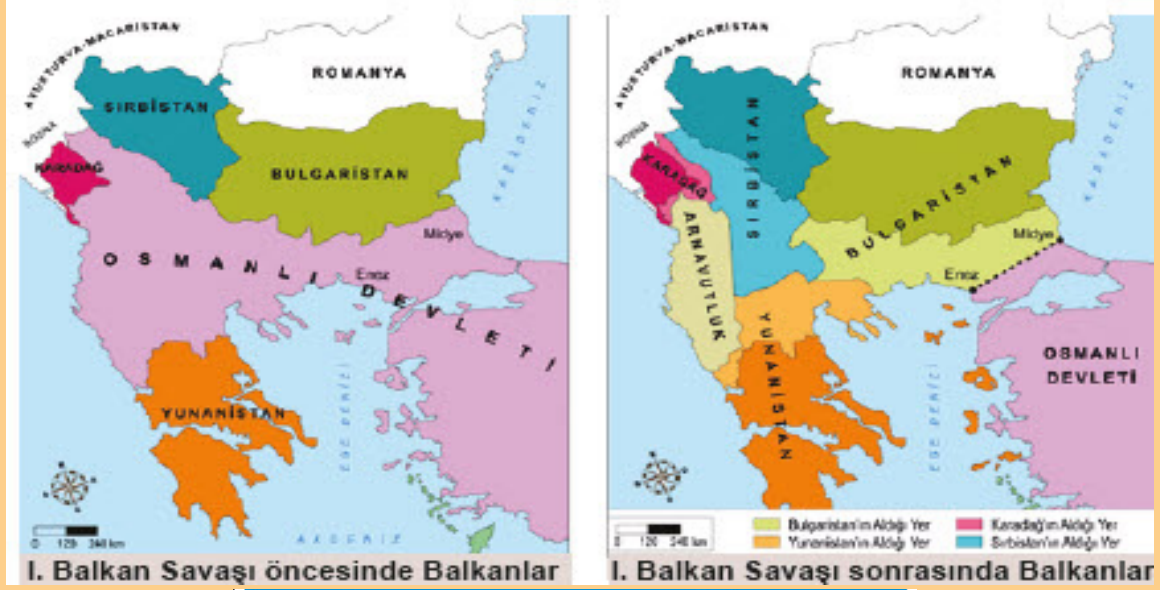 AVUSTURYA-MACARİSTAN
ROMANYA
SIRBİSTAN
BOSNA
KARADAĞ
BULGARİSTAN
KARADENİZ
Midye
OSMANLI DEVLETİ
Enez
YUNANİSTAN
EGE DENİZİ
AKDENİZ
0 120 240 km
I. Balkan Savaşı öncesinde Balkanlar
AVUSTURYA-MACARİSTAN
ROMANYA
SIRBİSTAN
BOSNA
KARADAĞ
BULGARİSTAN
KARADENİZ
ARNAVUTLUK
Midye
Enez
YUNANİSTAN
OSMANLI
DEVLETİ
EGE DENİZİ
0 120 240 km
Bulgaristan'ın Aldığı Yer
Karadağ'ın Aldığı Yer
Yunanistan'ın Aldığı Yer
Sırbistan'ın Aldığı Yer
I. Balkan Savaşı sonrasında Balkanlar